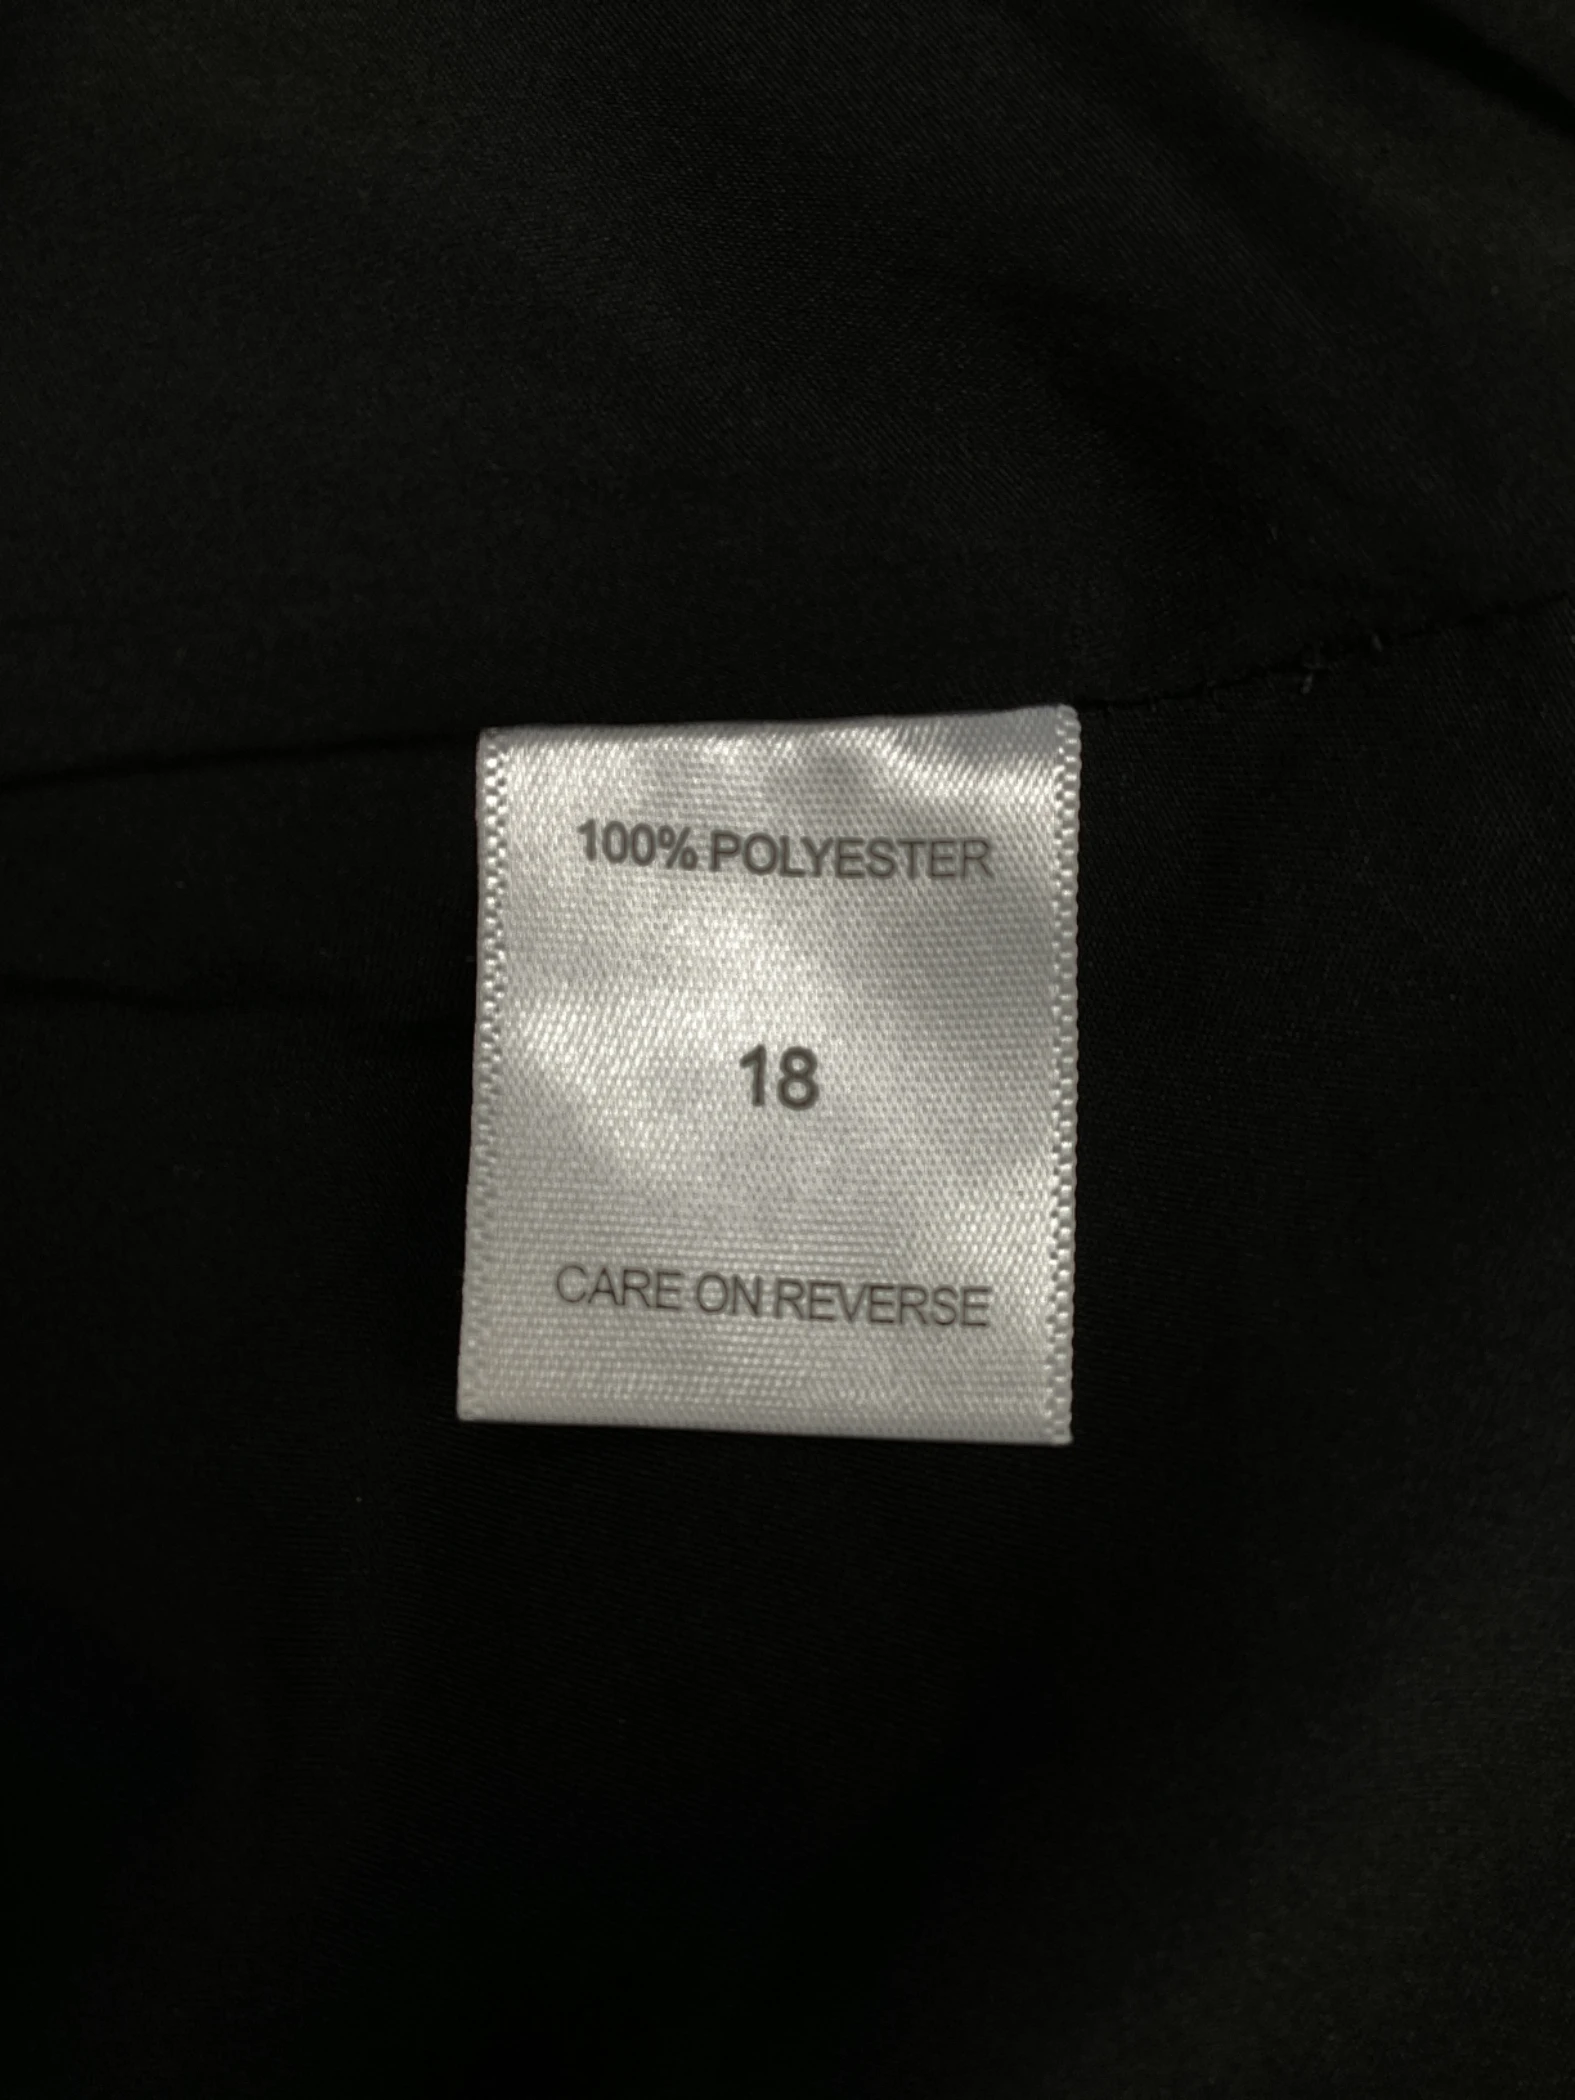 100% POLYESTER
18
CARE ON REVERSE